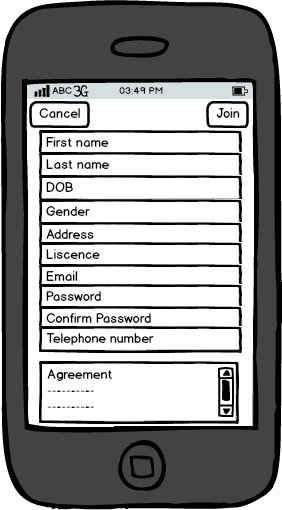 ABC 3G 03:49 PM
Cancel Join
First name
Last name
DOB
Gender
Address
Liscence
Email
Password
Confirm Password
Telephone number
Agreement
----------
----------